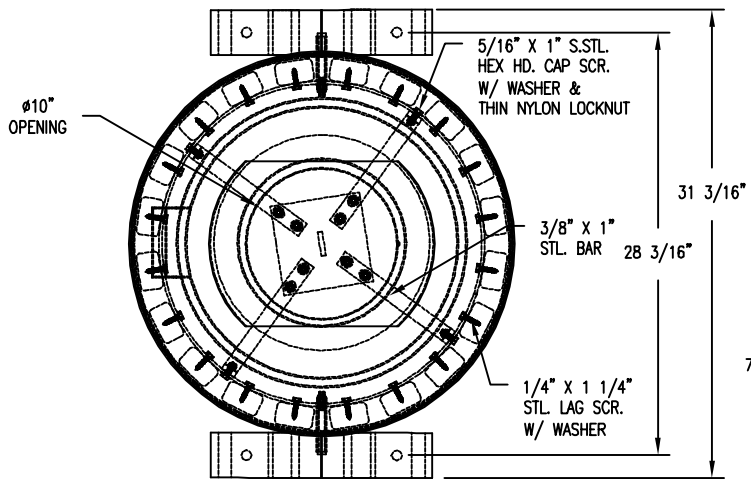 5/16" X 1" S.STL.
HEX HD. CAP SCR.
W/ WASHER &
THIN NYLON LOCKNUT
ø10"
OPENING
31 3/16"
3/8" X 1"
STL. BAR
28 3/16"
7
1/4" X 1 1/4"
STL. LAG SCR.
W/ WASHER